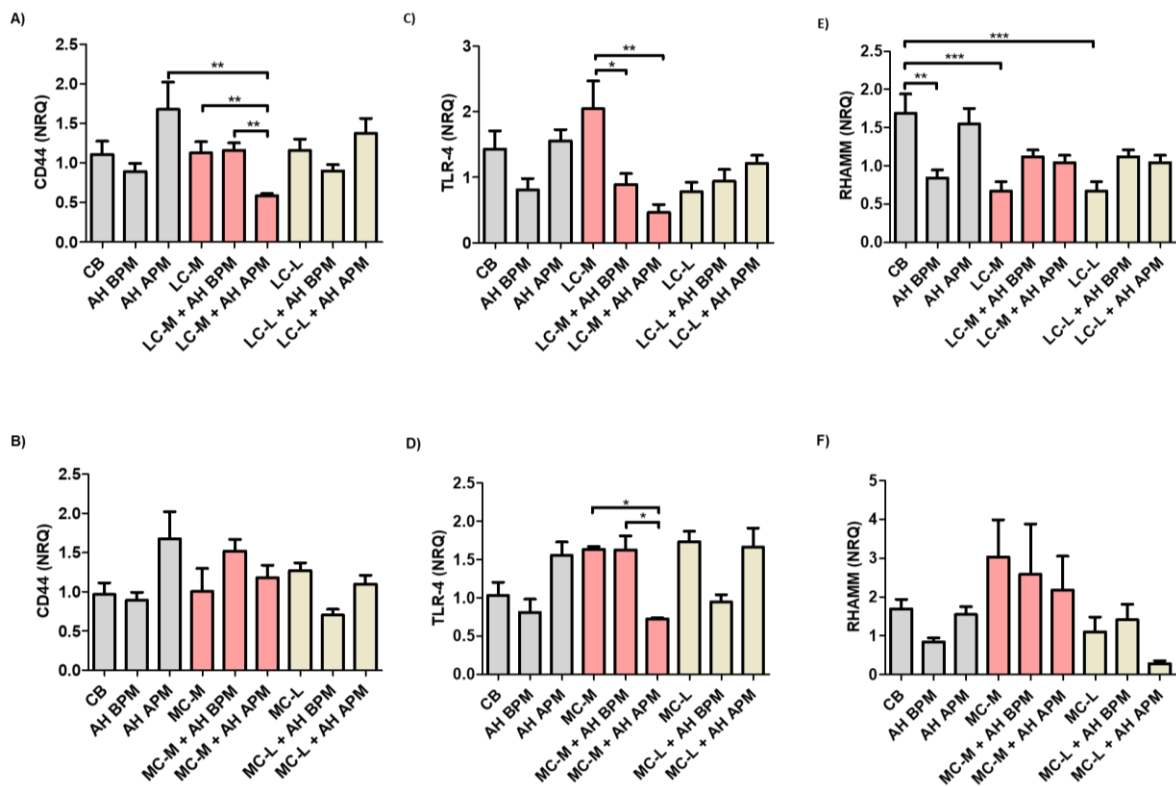 A)
CD44 (NRQ)
2.5
2.0
1.5
1.0
0.5
0.0
**
**
**
CB
AH BPM
AH APM
LC-M
LC-M + AH BPM
LC-M + AH APM
LC-L
LC-L + AH BPM
LC-L + AH APM
C)
TLR-4 (NRQ)
3
2
1
0
**
*
CB
AH BPM
AH APM
LC-M
LC-M + AH BPM
LC-M + AH APM
LC-L
LC-L + AH BPM
LC-L + AH APM
E)
RHAMM (NRQ)
2.5
2.0
1.5
1.0
0.5
0.0
***
***
**
CB
AH BPM
AH APM
LC-M
LC-M + AH BPM
LC-M + AH APM
LC-L
LC-L + AH BPM
LC-L + AH APM
B)
CD44 (NRQ)
2.5
2.0
1.5
1.0
0.5
0.0
CB
AH BPM
AH APM
MC-M
MC-M + AH BPM
MC-M + AH APM
MC-L
MC-L + AH BPM
MC-L + AH APM
D)
TLR-4 (NRQ)
2.5
2.0
1.5
1.0
0.5
0.0
*
*
CB
AH BPM
AH APM
MC-M
MC-M + AH BPM
MC-M + AH APM
MC-L
MC-L + AH BPM
MC-L + AH APM
F)
RHAMM (NRQ)
5
4
3
2
1
0
CB
AH BPM
AH APM
MC-M
MC-M + AH BPM
MC-M + AH APM
MC-L
MC-L + AH BPM
MC-L + AH APM